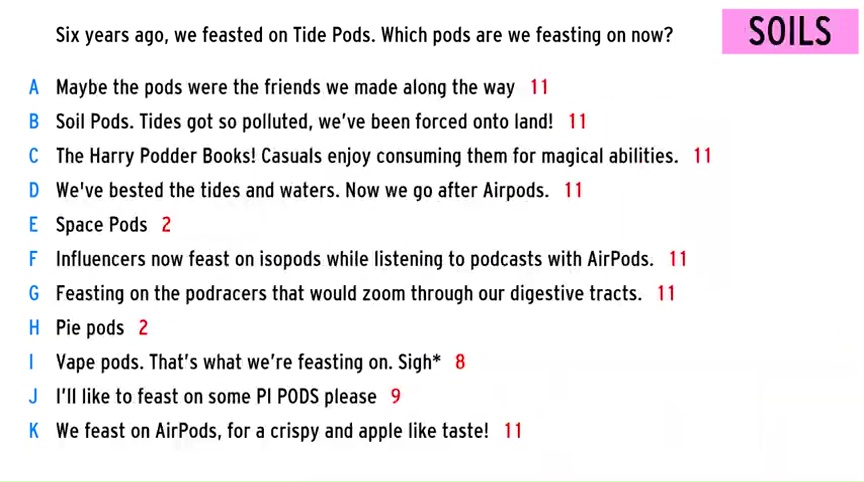 Six years ago, we feasted on Tide Pods. Which pods are we feasting on now?
SOILS
A Maybe the pods were the friends we made along the way 11
B Soil Pods. Tides got so polluted, we've been forced onto land! 11
C The Harry Podder Books! Casuals enjoy consuming them for magical abilities. 11
D We've bested the tides and waters. Now we go after Airpods. 11
E Space Pods 2
F Influencers now feast on isopods while listening to podcasts with AirPods. 11
G Feasting on the podracers that would zoom through our digestive tracts. 11
H Pie pods 2
I Vape pods. That's what we're feasting on. Sigh* 8
J I'll like to feast on some PI PODS please 9
K We feast on AirPods, for a crispy and apple like taste! 11